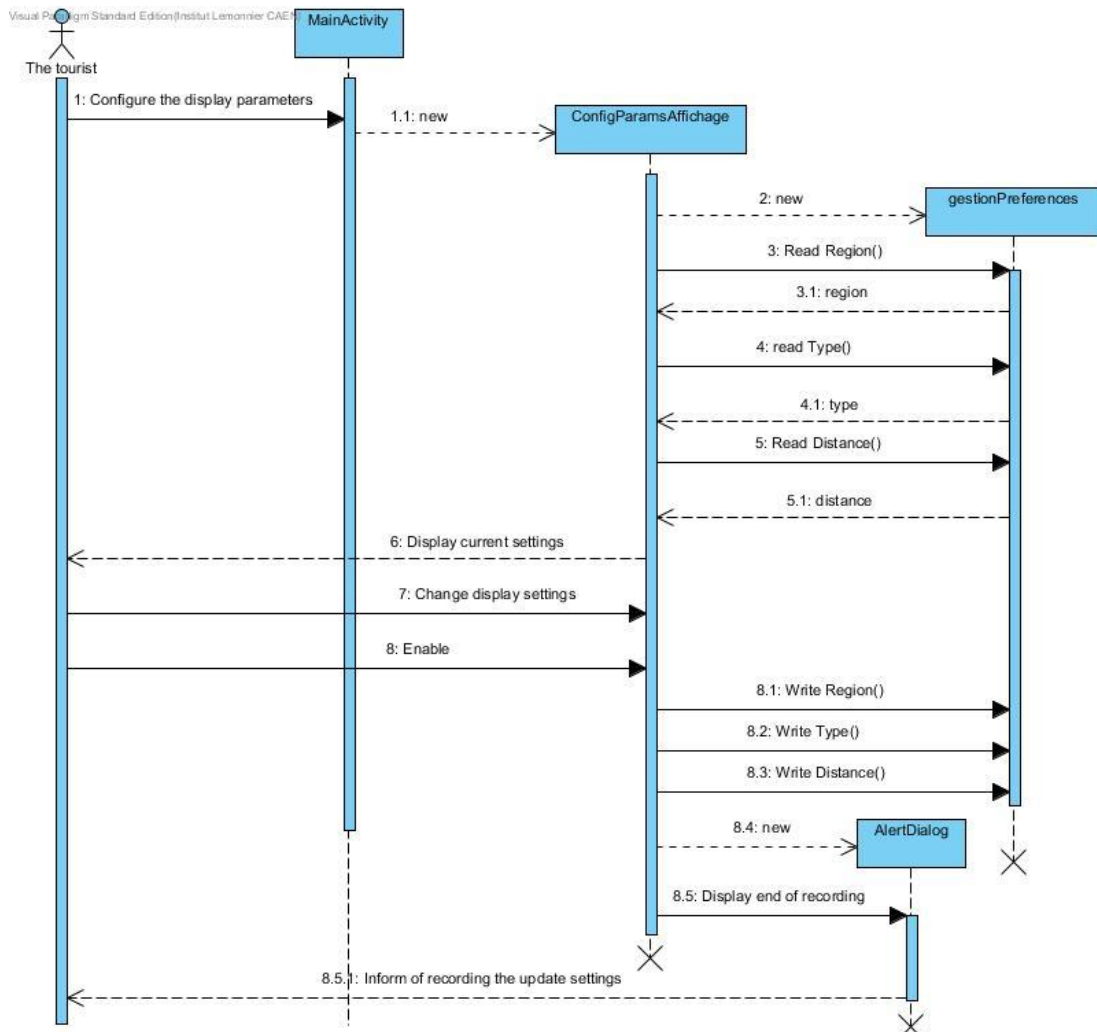 Visual Paradigm Standard Edition(Institut Lemonnier CAEN)
MainActivity
The tourist
1: Configure the display parameters
1.1: new
ConfigParamsAffichage
2: new
gestionPreferences
3: Read Region()
3.1: region
4: read Type()
4.1: type
5: Read Distance()
5.1: distance
6: Display current settings
7: Change display settings
8: Enable
8.1: Write Region()
8.2: Write Type()
8.3: Write Distance()
8.4: new
AlertDialog
8.5: Display end of recording
8.5.1: Inform of recording the update settings